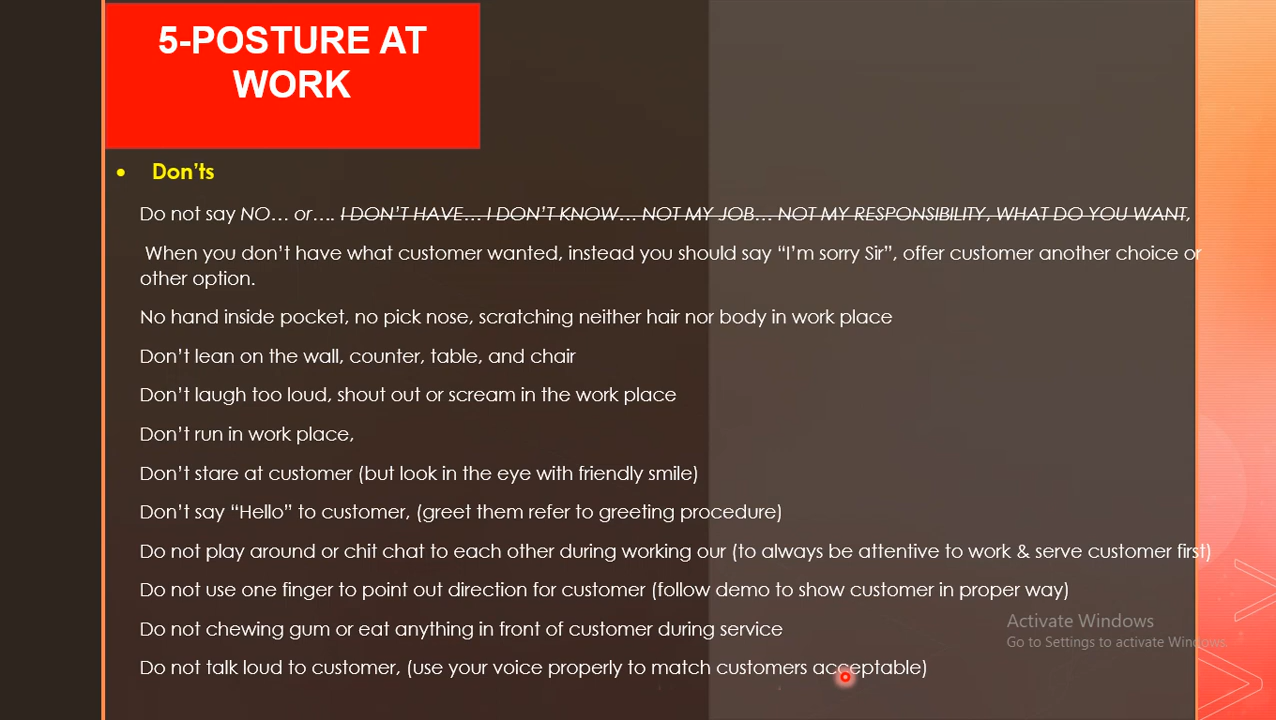 5-POSTURE AT
WORK
• Don'ts
Do not say NO… or…. I DON'T HAVE… I DON'T KNOW… NOT MY JOB… NOT MY RESPONSIBILITY, WHAT DO YOU WANT,
When you don't have what customer wanted, instead you should say “I'm sorry Sir”, offer customer another choice or
other option.
No hand inside pocket, no pick nose, scratching neither hair nor body in work place
Don't lean on the wall, counter, table, and chair
Don't laugh too loud, shout out or scream in the work place
Don't run in work place,
Don't stare at customer (but look in the eye with friendly smile)
Don't say “Hello” to customer, (greet them refer to greeting procedure)
Do not play around or chit chat to each other during working our (to always be attentive to work & serve customer first)
Do not use one finger to point out direction for customer (follow demo to show customer in proper way)
Do not chewing gum or eat anything in front of customer during service
Do not talk loud to customer, (use your voice properly to match customers acceptable)
Activate Windows
Go to Settings to activate Windows.